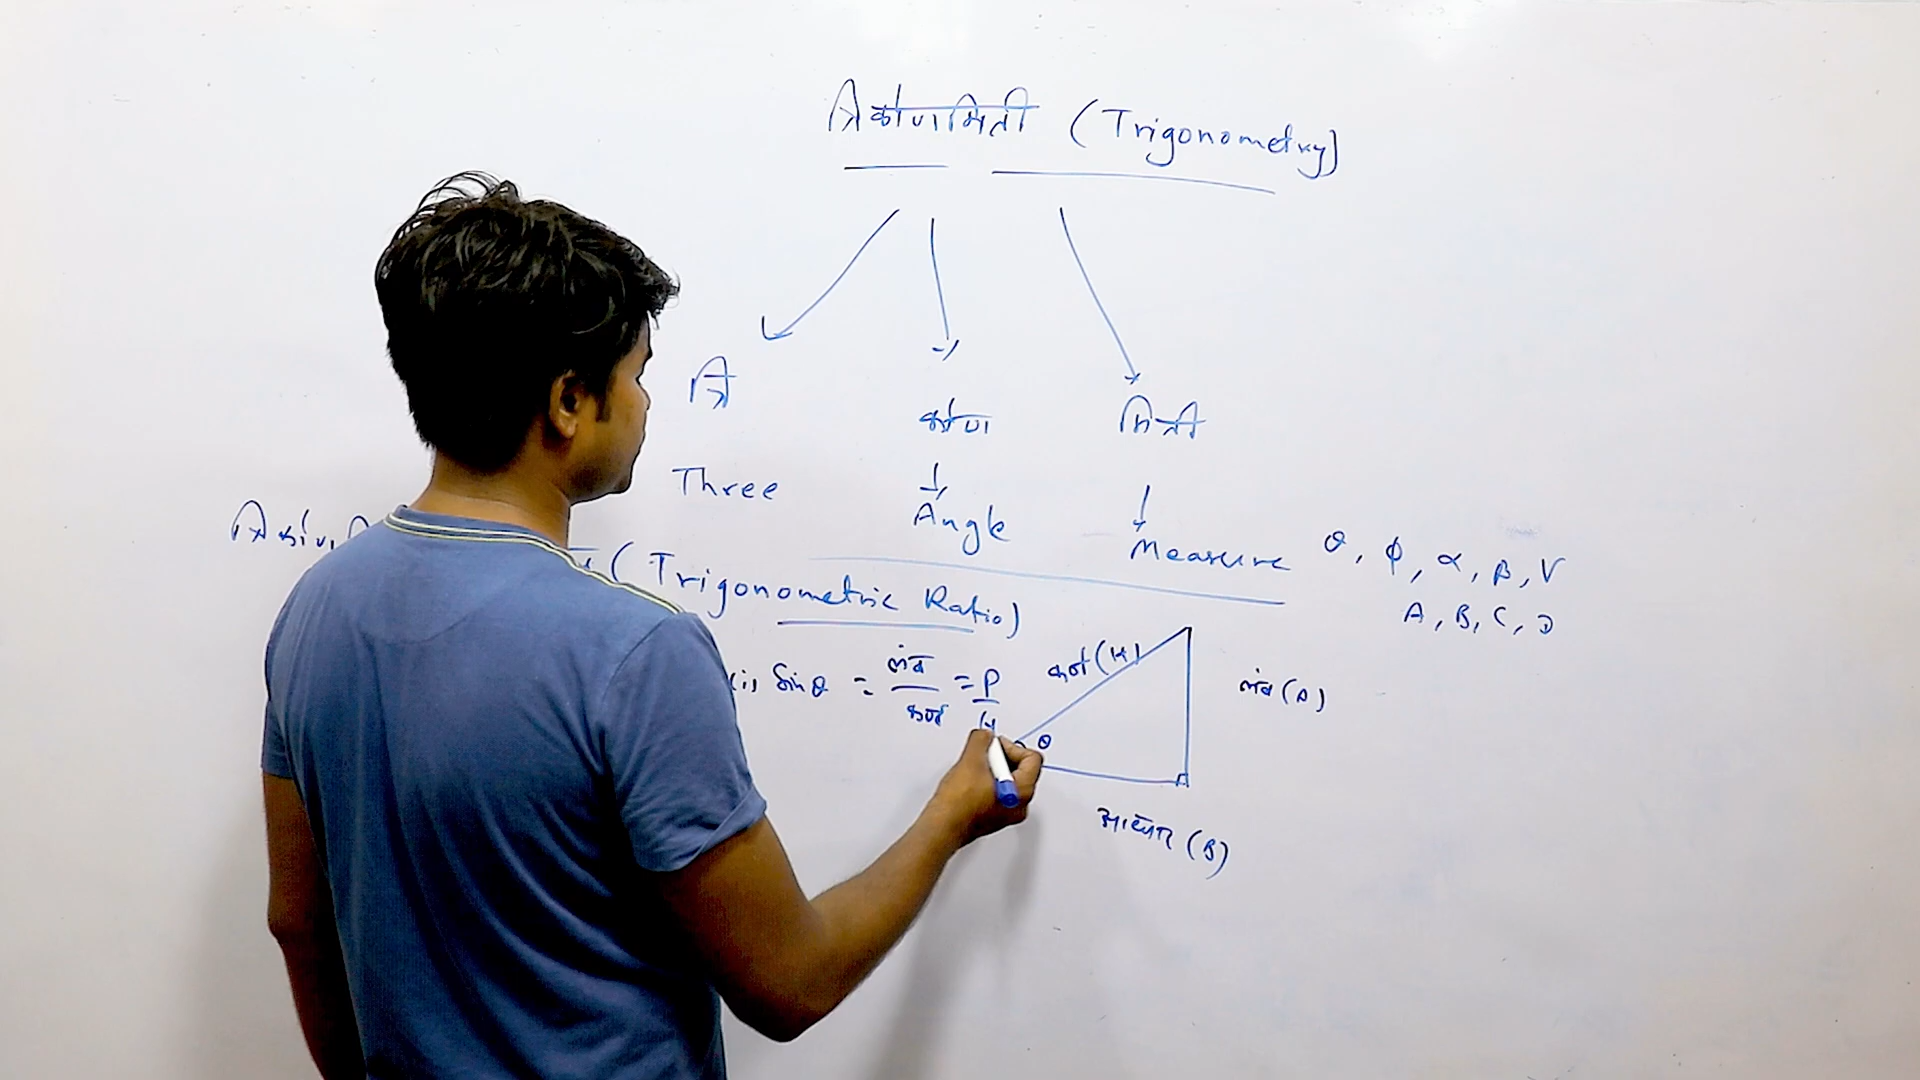 त्रिकोणमिती (Trigonometry)
त्रि कोण मिती
Three Angle Measure
θ, ϕ, α, β, γ
A, B, C, D
(Trigonometric Ratio)
(i) Sinθ = लंब / कर्ण = P / H
कर्ण (H)
लंब (P)
θ
आधार (B)